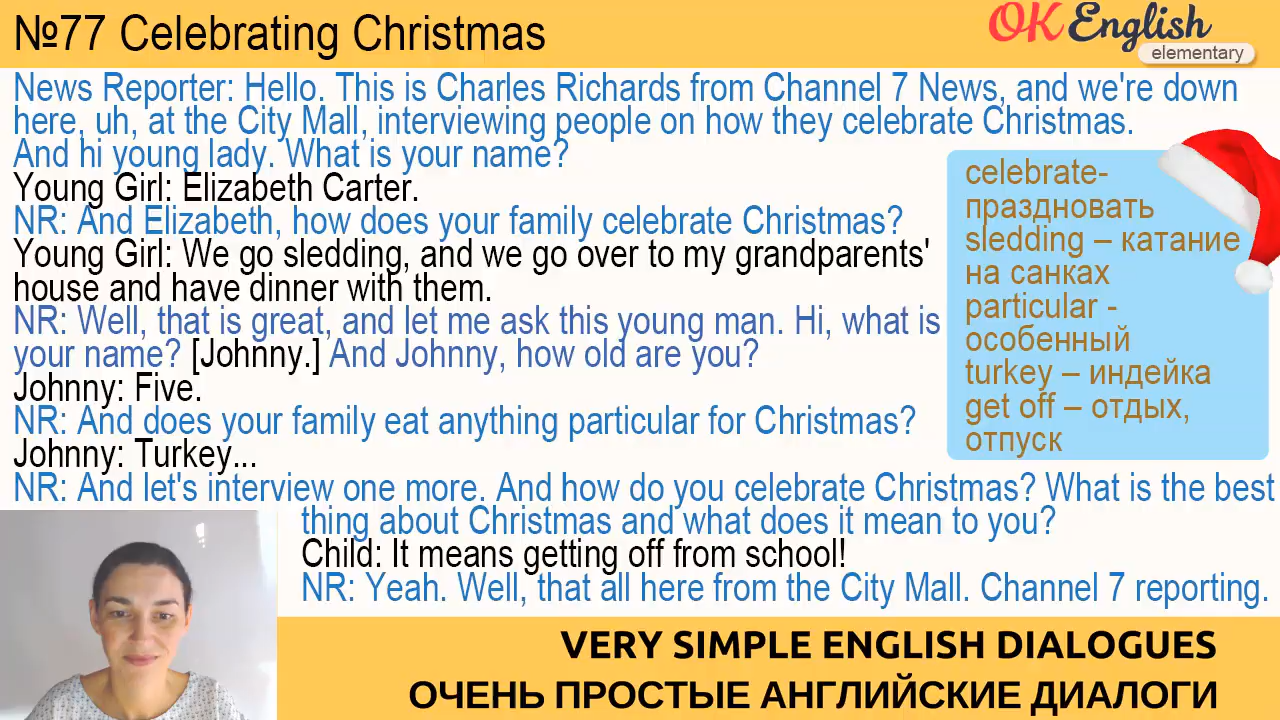 №77 Celebrating Christmas
OK English
elementary
News Reporter: Hello. This is Charles Richards from Channel 7 News, and we're down
here, uh, at the City Mall, interviewing people on how they celebrate Christmas.
And hi young lady. What is your name?
Young Girl: Elizabeth Carter.
NR: And Elizabeth, how does your family celebrate Christmas?
Young Girl: We go sledding, and we go over to my grandparents'
house and have dinner with them.
NR: Well, that is great, and let me ask this young man. Hi, what is
your name? [Johnny.] And Johnny, how old are you?
Johnny: Five.
NR: And does your family eat anything particular for Christmas?
Johnny: Turkey...
NR: And let's interview one more. And how do you celebrate Christmas? What is the best
thing about Christmas and what does it mean to you?
Child: It means getting off from school!
NR: Yeah. Well, that all here from the City Mall. Channel 7 reporting.
celebrate-
праздновать
sledding – катание
на санках
particular -
особенный
turkey – индейка
get off – отдых,
отпуск
VERY SIMPLE ENGLISH DIALOGUES
ОЧЕНЬ ПРОСТЫЕ АНГЛИЙСКИЕ ДИАЛОГИ